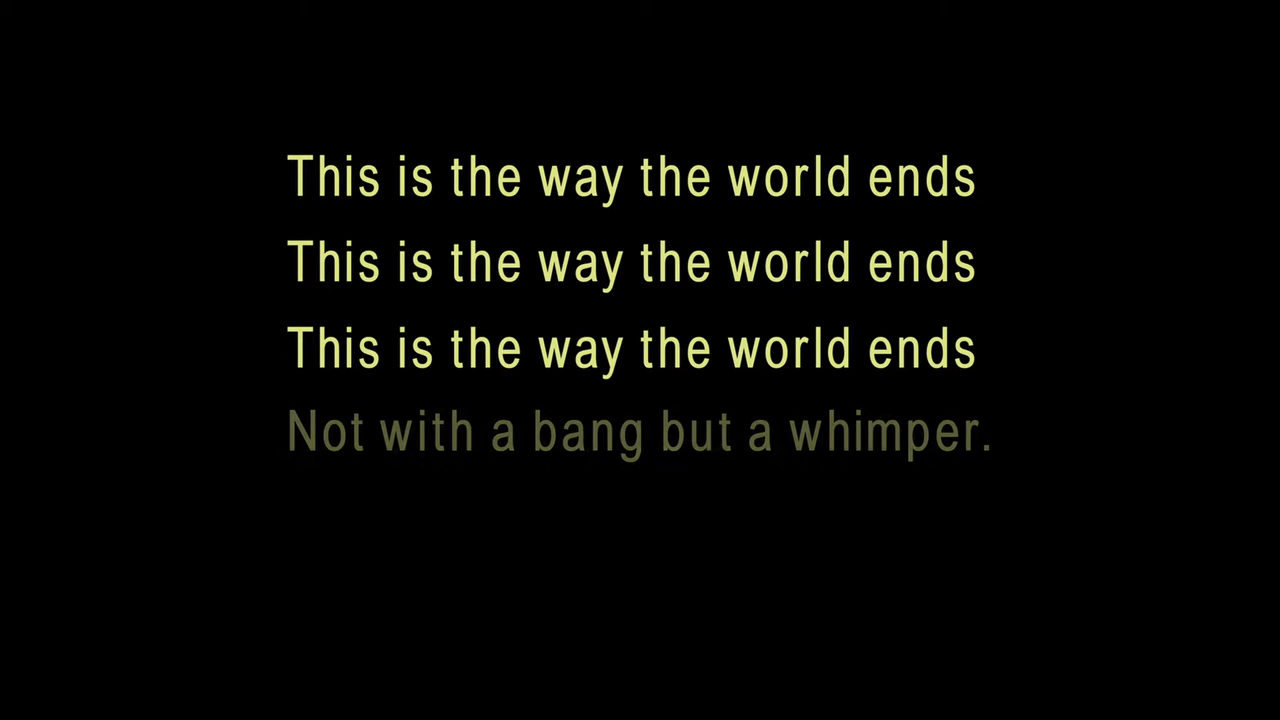 This is the way the world ends
This is the way the world ends
This is the way the world ends
Not with a bang but a whimper.